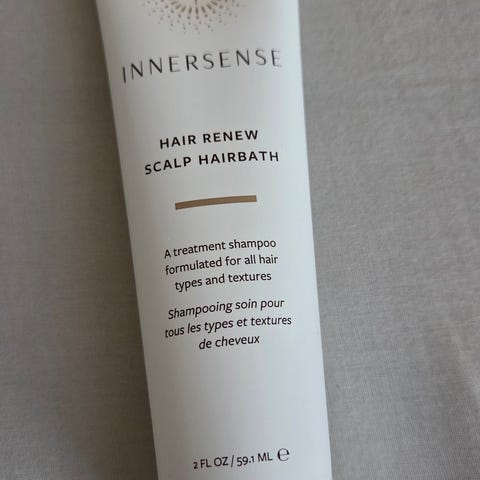 INNERSENSE
HAIR RENEW
SCALP HAIRBATH
A treatment shampoo
formulated for all hair
types and textures
Shampooing soin pour
tous les types et textures
de cheveux
2 FL OZ / 59.1 ML ℮